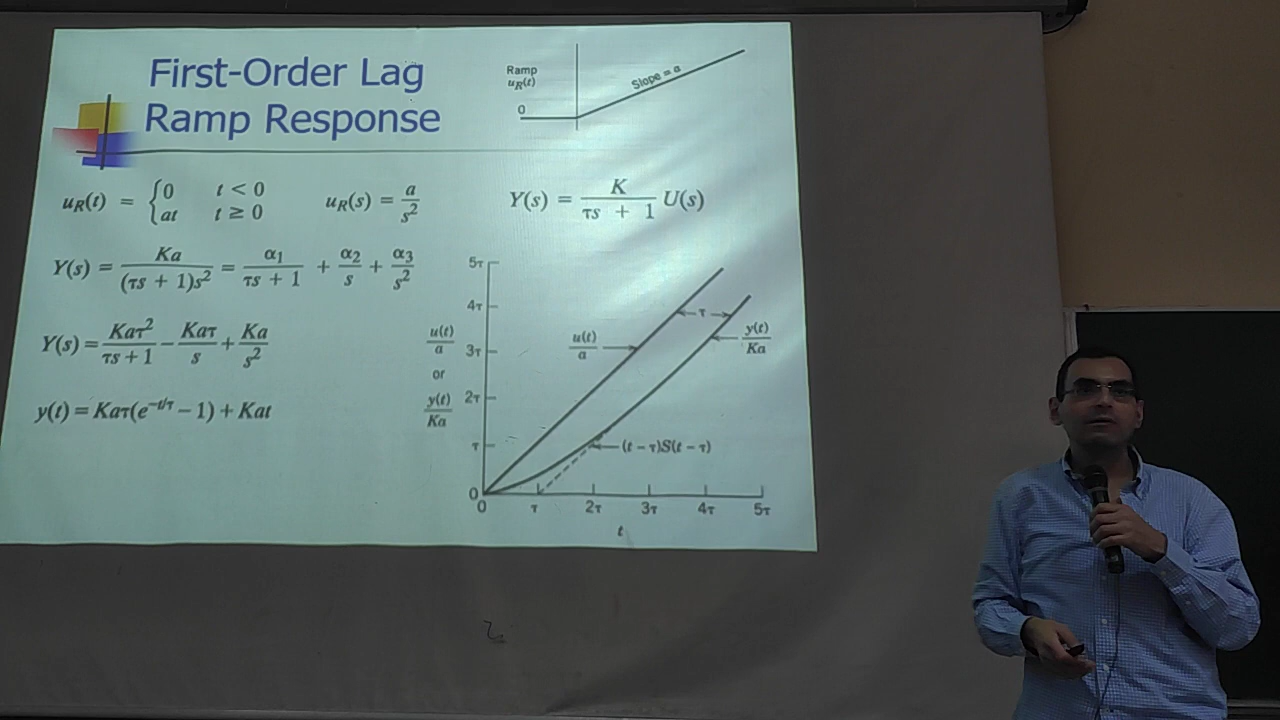 First-Order Lag
Ramp Response
Ramp
u_R(t)
0
Slope = a
u_R(t) = {0 t < 0
at t ≥ 0
u_R(s) = a/s²
Y(s) = K/(τs + 1) U(s)
Y(s) = Ka/((τs + 1)s²) = α₁/(τs + 1) + α₂/s + α₃/s²
Y(s) = Kaτ²/(τs + 1) − Kaτ/s + Ka/s²
y(t) = Kaτ(e^(−t/τ) − 1) + Kat
u(t)/a
or
y(t)/Ka
5τ
4τ
3τ
2τ
τ
0
τ
u(t)/a
y(t)/Ka
(t − τ)S(t − τ)
0 τ 2τ 3τ 4τ 5τ
t